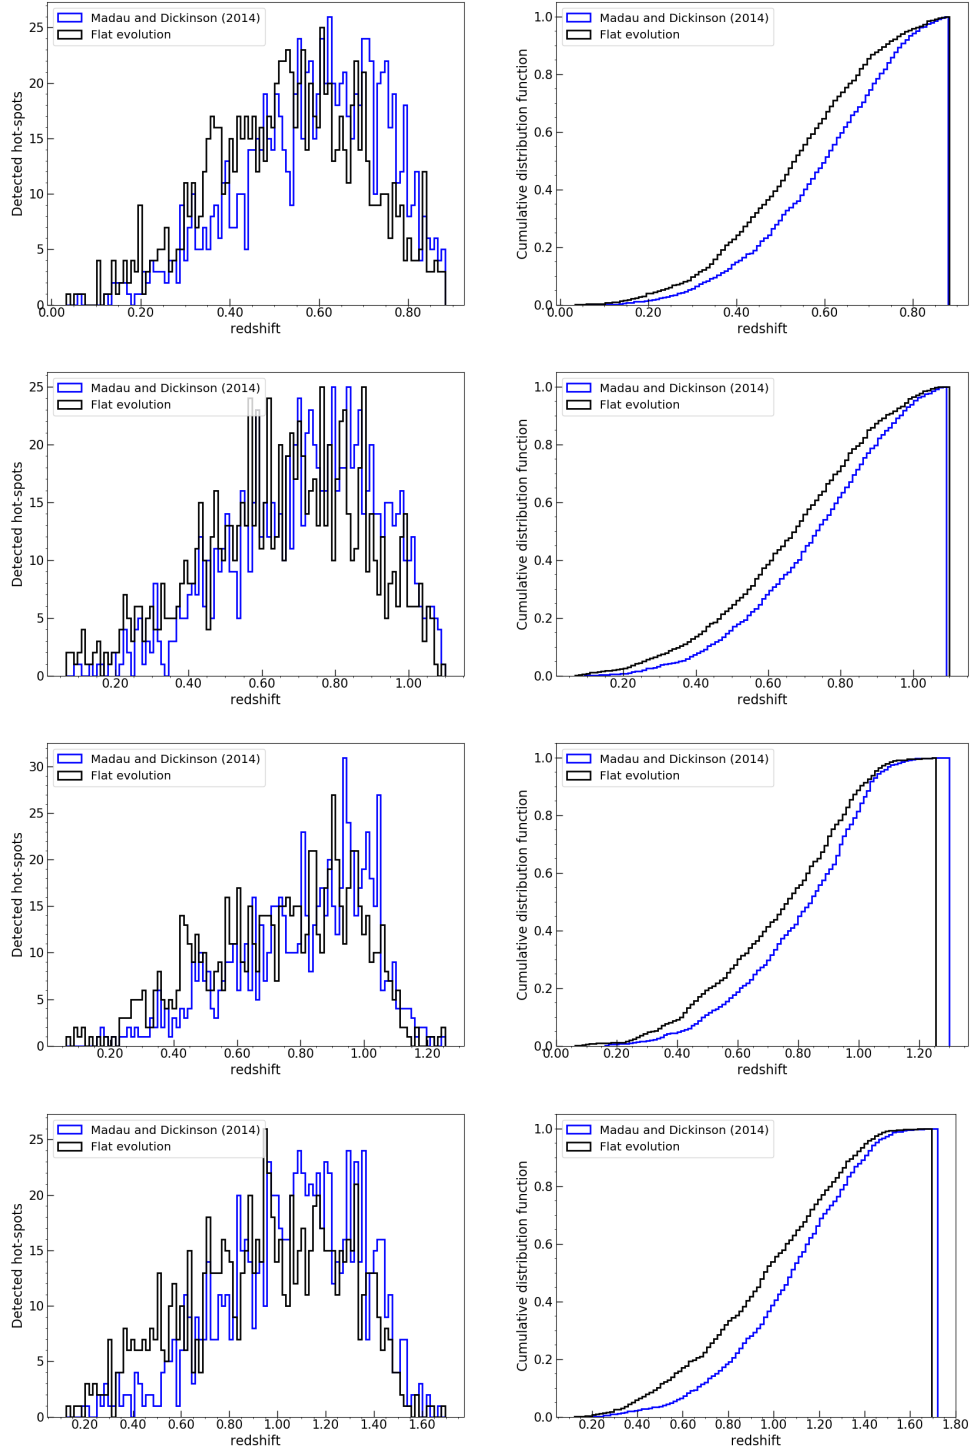 Madau and Dickinson (2014)
Flat evolution
Detected hot-spots
25
20
15
10
5
0
0.00 0.20 0.40 0.60 0.80
redshift
Madau and Dickinson (2014)
Flat evolution
Cumulative distribution function
1.0
0.8
0.6
0.4
0.2
0.0
0.00 0.20 0.40 0.60 0.80
redshift
Madau and Dickinson (2014)
Flat evolution
Detected hot-spots
25
20
15
10
5
0
0.20 0.40 0.60 0.80 1.00
redshift
Madau and Dickinson (2014)
Flat evolution
Cumulative distribution function
1.0
0.8
0.6
0.4
0.2
0.0
0.20 0.40 0.60 0.80 1.00
redshift
Madau and Dickinson (2014)
Flat evolution
Detected hot-spots
30
25
20
15
10
5
0
0.20 0.40 0.60 0.80 1.00 1.20
redshift
Madau and Dickinson (2014)
Flat evolution
Cumulative distribution function
1.0
0.8
0.6
0.4
0.2
0.0
0.00 0.20 0.40 0.60 0.80 1.00 1.20
redshift
Madau and Dickinson (2014)
Flat evolution
Detected hot-spots
25
20
15
10
5
0
0.20 0.40 0.60 0.80 1.00 1.20 1.40 1.60
redshift
Madau and Dickinson (2014)
Flat evolution
Cumulative distribution function
1.0
0.8
0.6
0.4
0.2
0.0
0.20 0.40 0.60 0.80 1.00 1.20 1.40 1.60 1.80
redshift